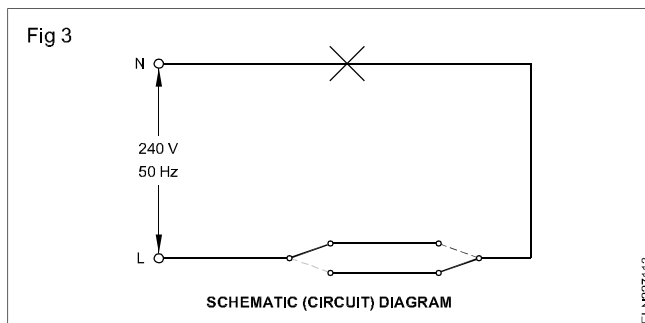 Fig 3
N
240 V
50 Hz
L
SCHEMATIC (CIRCUIT) DIAGRAM